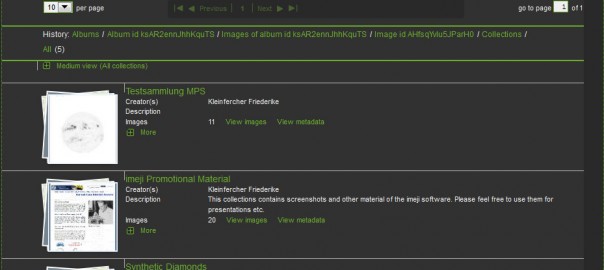 10 per page Previous 1 Next go to page 1 of 1
History: Albums / Album id ksAR2ennJhhKquTS / Images of album id ksAR2ennJhhKquTS / Image id AHfsqYvlu5JParH0 / Collections /
All (5)
Medium view (All collections)
Testsammlung MPS
Creator(s) Kleinfercher Friederike
Description
Images 11 View images View metadata
More
imeji Promotional Material
Creator(s) Kleinfercher Friederike
Description This collections contains screenshots and other material of the imeji software. Please feel free to use them for
presentations etc.
Images 20 View images View metadata
More
Synthetic Diamonds